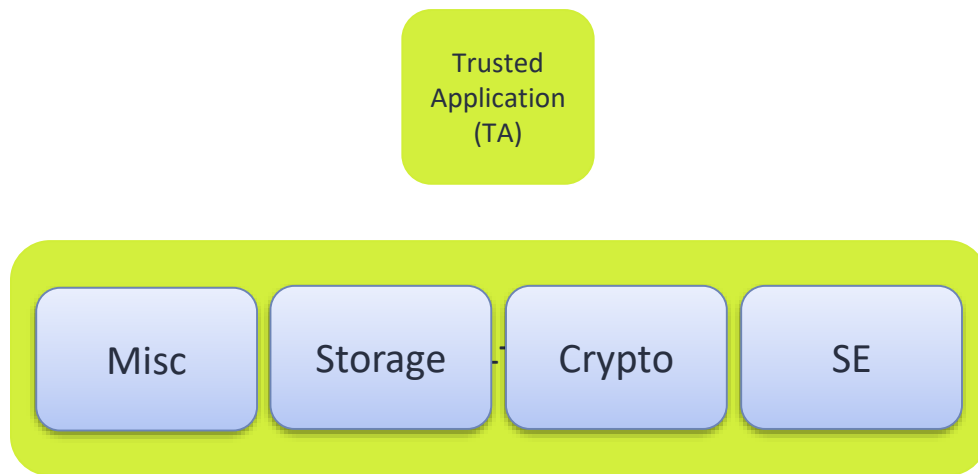 Trusted
Application
(TA)
Misc
Storage
Crypto
SE